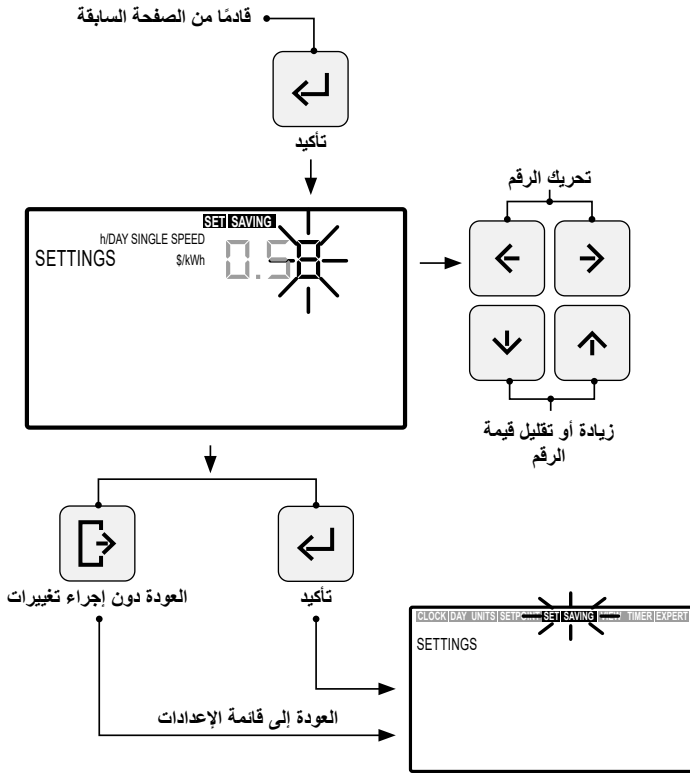 قادمًا من الصفحة السابقة
تأكيد
تحريك الرقم
SET SAVING
h/DAY SINGLE SPEED
SETTINGS $/kWh 0.58
زيادة أو تقليل قيمة
الرقم
العودة دون إجراء تغييرات
تأكيد
CLOCK DAY UNITS SET SAVING TIMER EXPERT
SETTINGS
العودة إلى قائمة الإعدادات